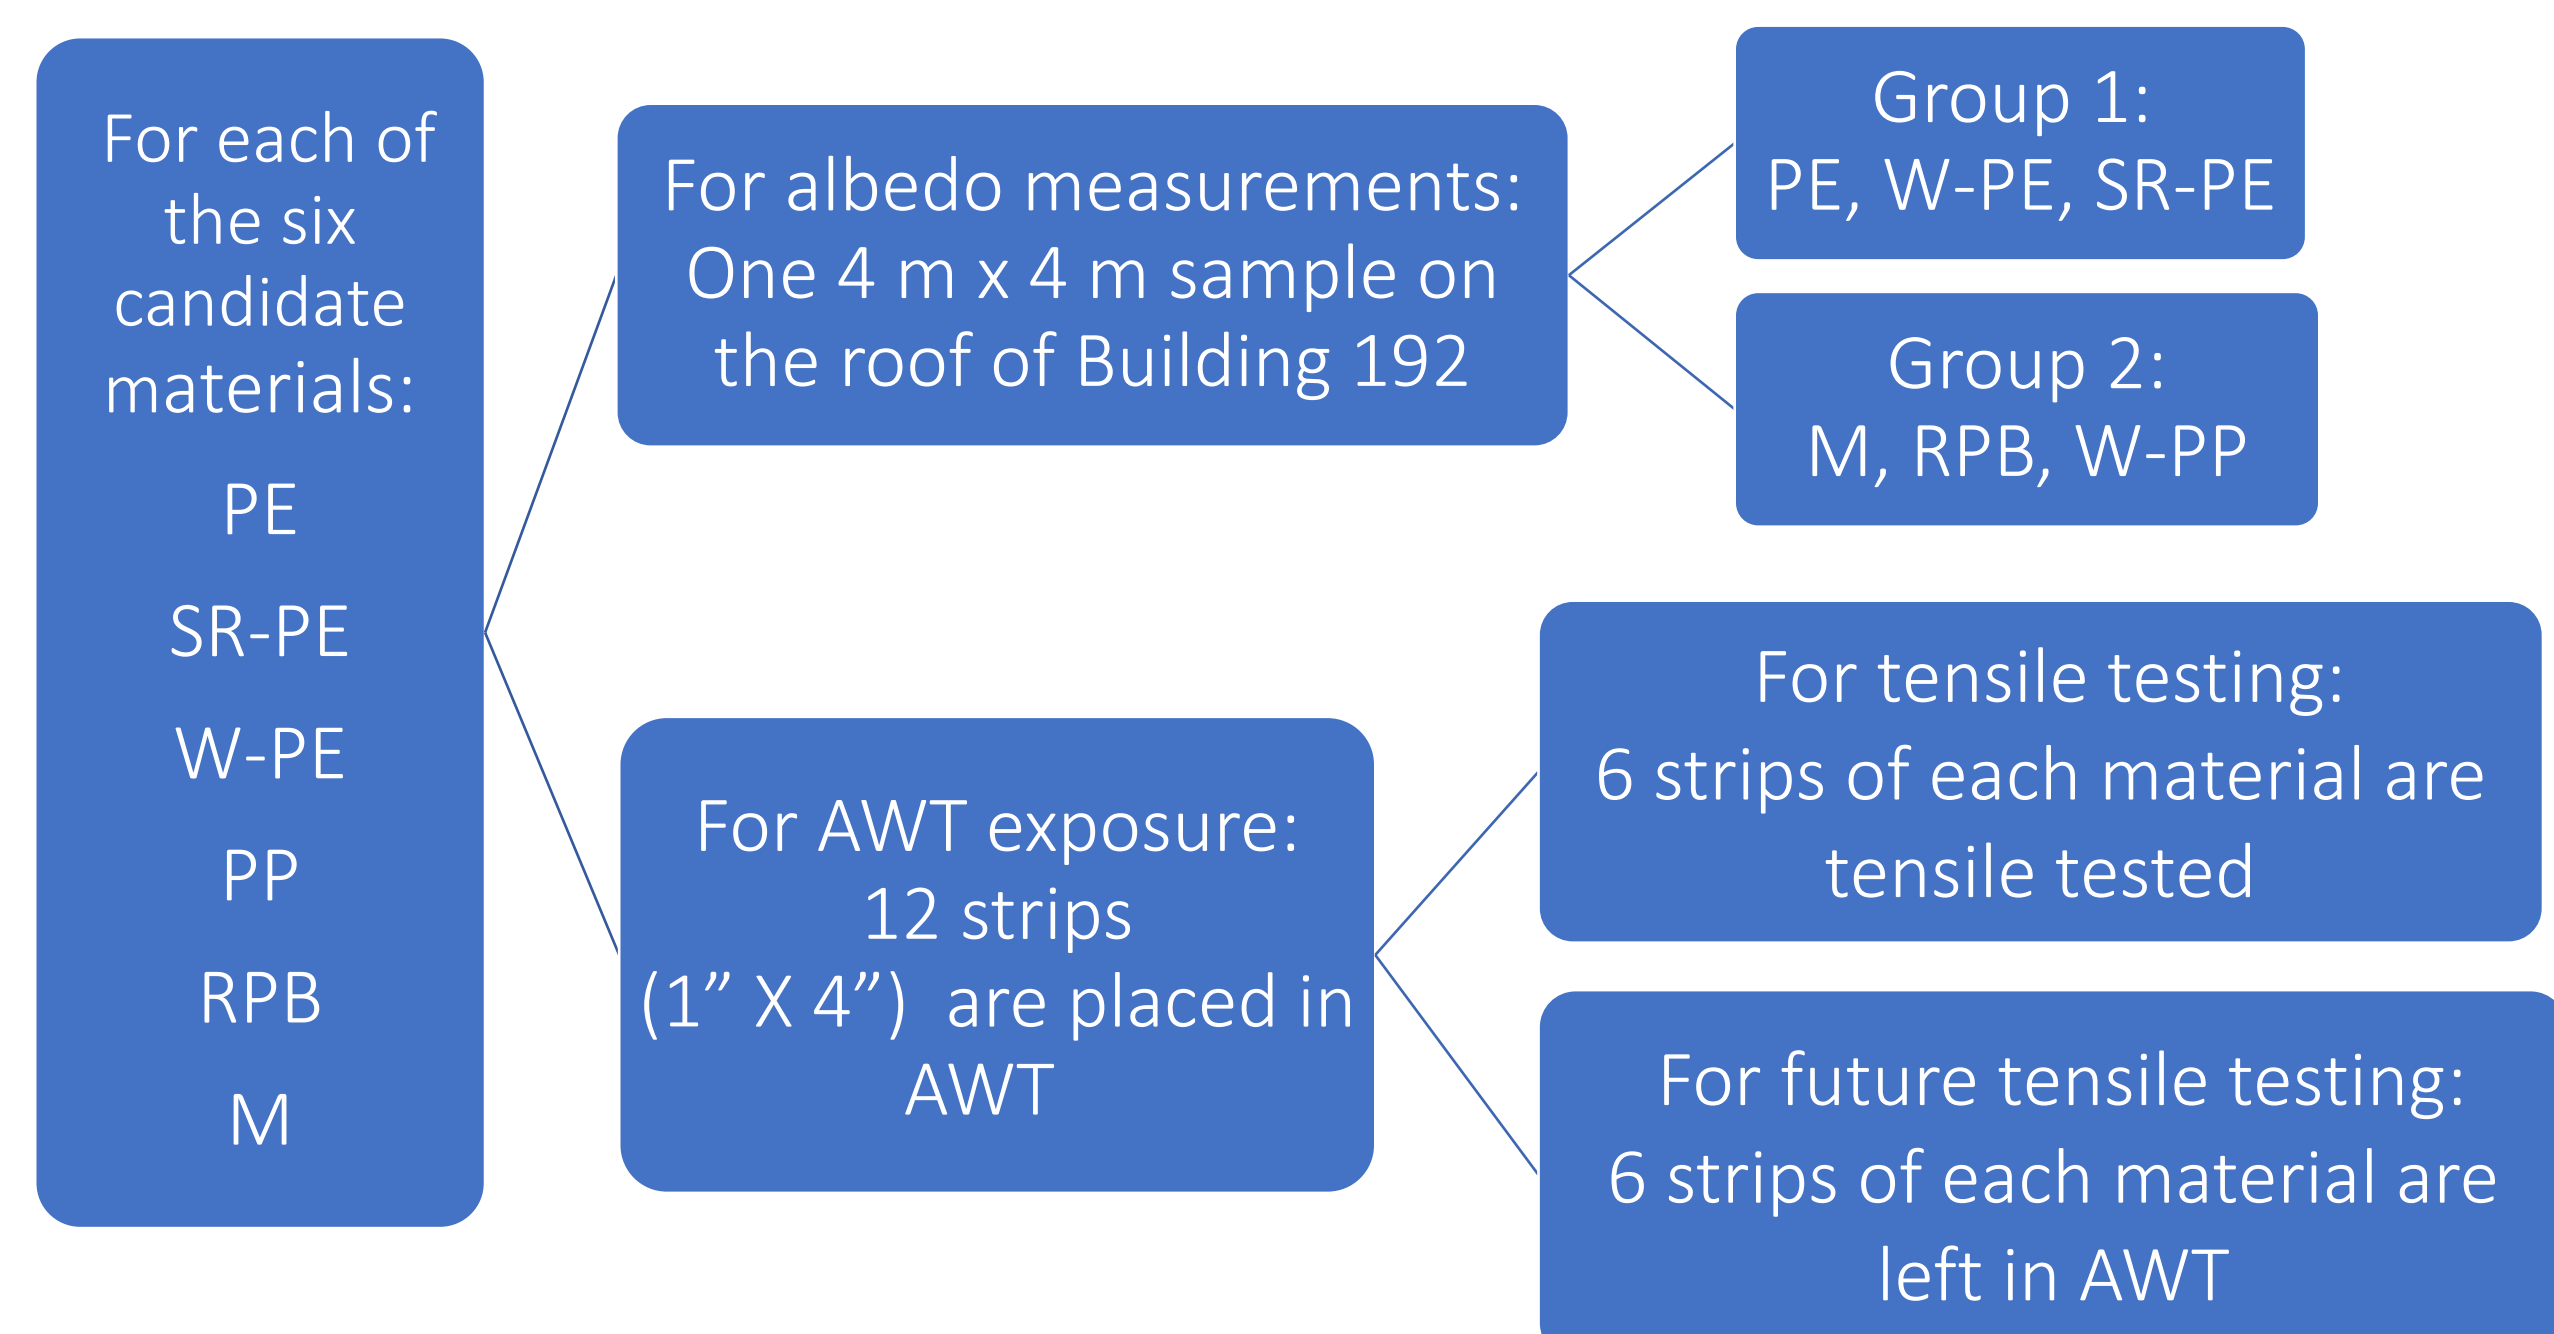 For each of
the six
candidate
materials:
PE
SR-PE
W-PE
PP
RPB
M
For albedo measurements:
One 4 m x 4 m sample on
the roof of Building 192
Group 1:
PE, W-PE, SR-PE
Group 2:
M, RPB, W-PP
For AWT exposure:
12 strips
(1” X 4”)  are placed in
AWT
For tensile testing:
6 strips of each material are
tensile tested
For future tensile testing:
6 strips of each material are
left in AWT